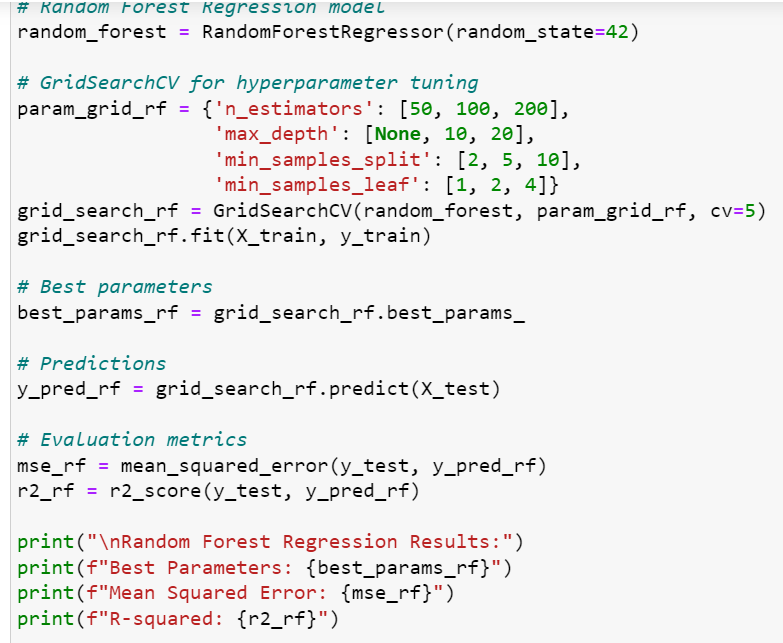 # Random Forest Regression model
random_forest = RandomForestRegressor(random_state=42)
# GridSearchCV for hyperparameter tuning
param_grid_rf = {'n_estimators': [50, 100, 200],
'max_depth': [None, 10, 20],
'min_samples_split': [2, 5, 10],
'min_samples_leaf': [1, 2, 4]}
grid_search_rf = GridSearchCV(random_forest, param_grid_rf, cv=5)
grid_search_rf.fit(X_train, y_train)
# Best parameters
best_params_rf = grid_search_rf.best_params_
# Predictions
y_pred_rf = grid_search_rf.predict(X_test)
# Evaluation metrics
mse_rf = mean_squared_error(y_test, y_pred_rf)
r2_rf = r2_score(y_test, y_pred_rf)
print("\nRandom Forest Regression Results:")
print(f"Best Parameters: {best_params_rf}")
print(f"Mean Squared Error: {mse_rf}")
print(f"R-squared: {r2_rf}")